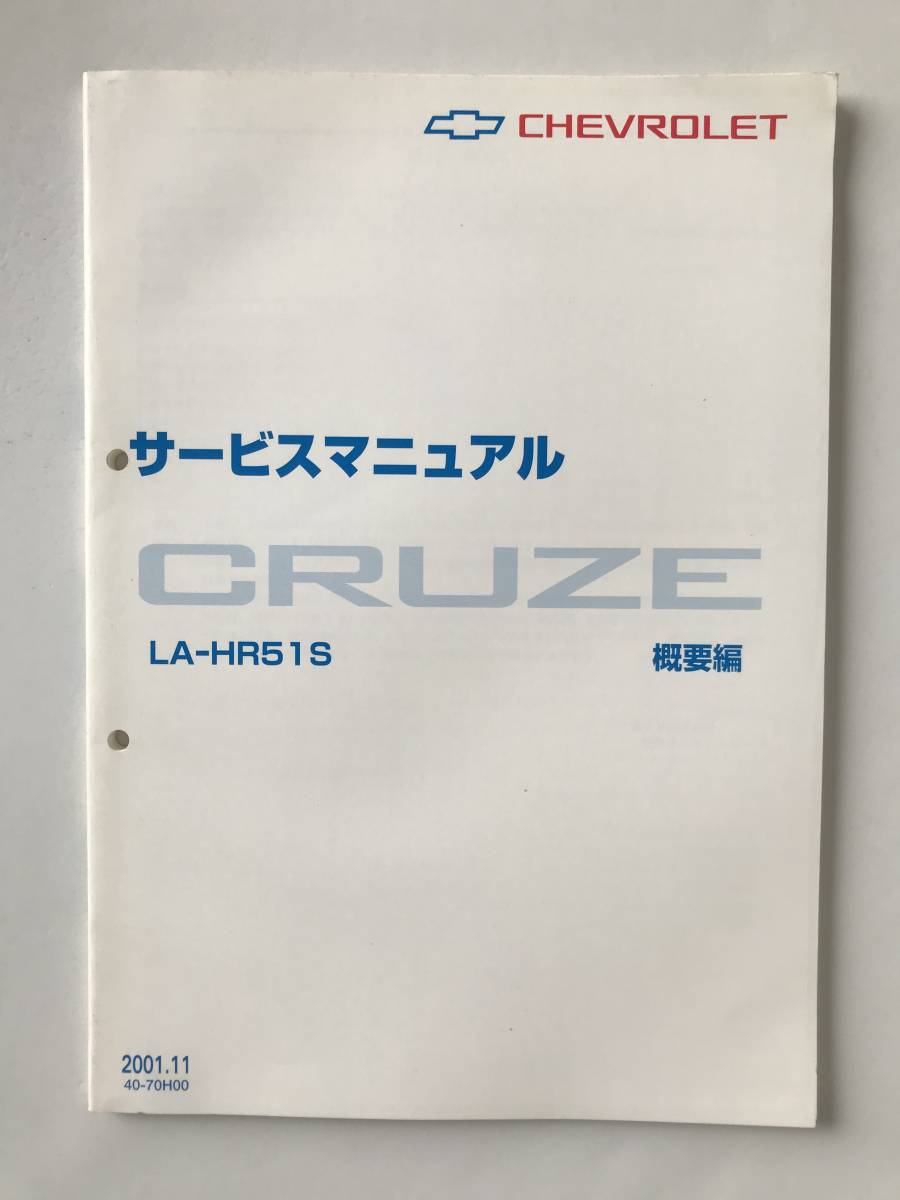 CHEVROLET
サービスマニュアル
CRUZE
LA-HR51S 概要編
2001.11
40-70H00